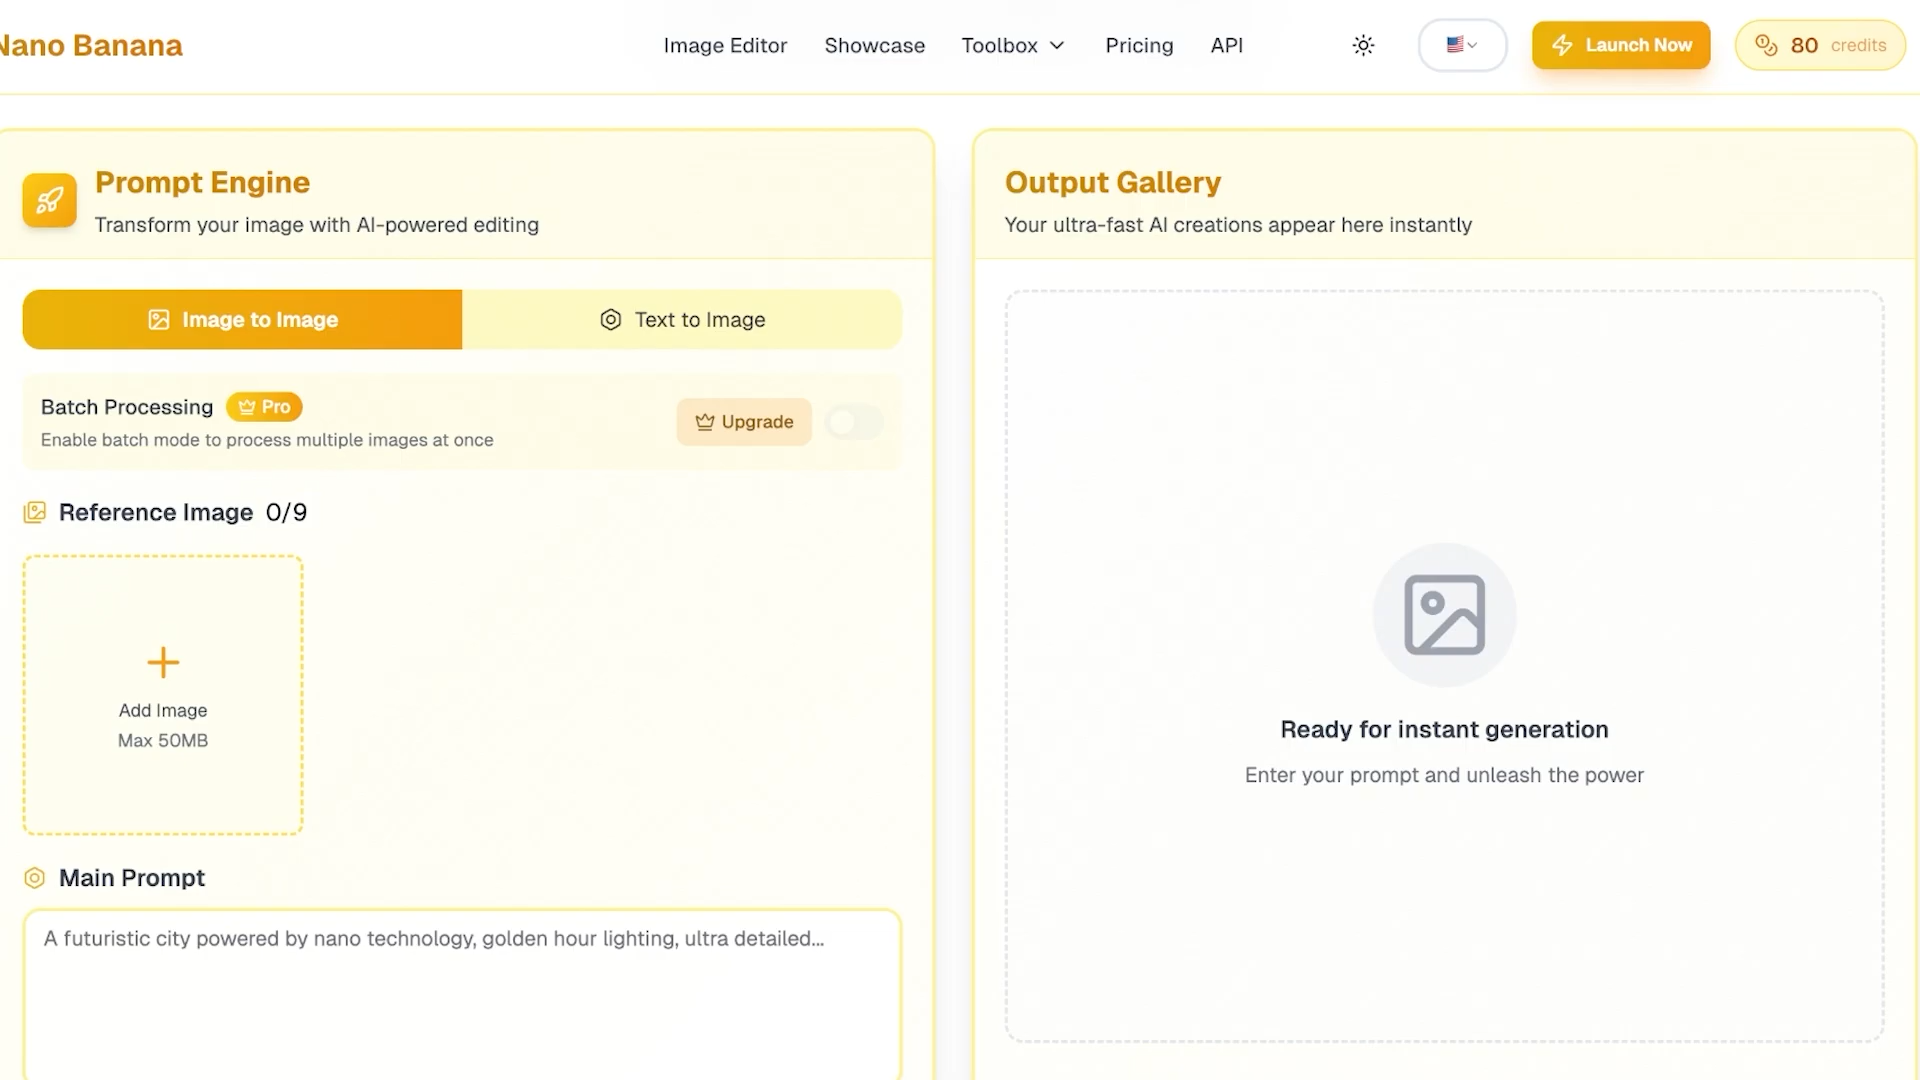 Nano Banana
Image Editor
Showcase
Toolbox
Pricing
API
Launch Now
80 credits
Prompt Engine
Transform your image with AI-powered editing
Image to Image
Text to Image
Batch Processing
Pro
Enable batch mode to process multiple images at once
Upgrade
Reference Image 0/9
Add Image
Max 50MB
Main Prompt
A futuristic city powered by nano technology, golden hour lighting, ultra detailed...
Output Gallery
Your ultra-fast AI creations appear here instantly
Ready for instant generation
Enter your prompt and unleash the power